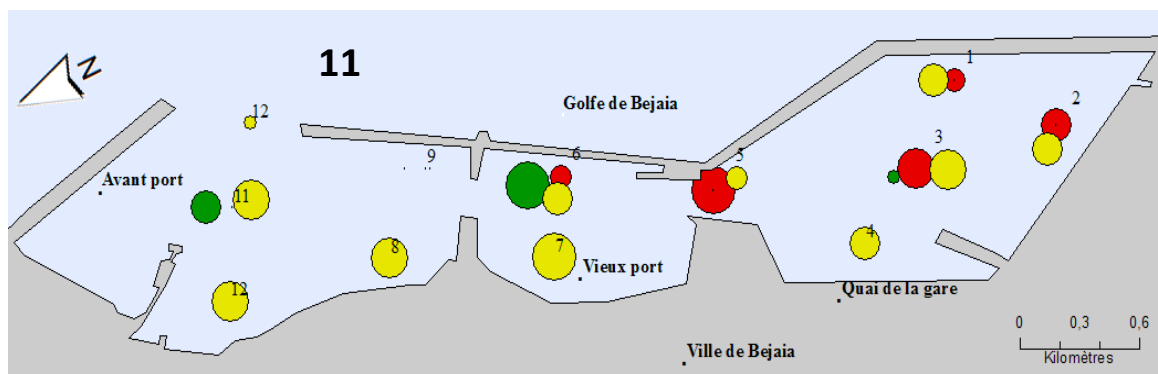 11
N
1
Golfe de Bejaia
2
12
3
9
6
5
Avant port
11
4
8
7
Vieux port
12
Quai de la gare
0 0,3 0,6
Ville de Bejaia
Kilomètres